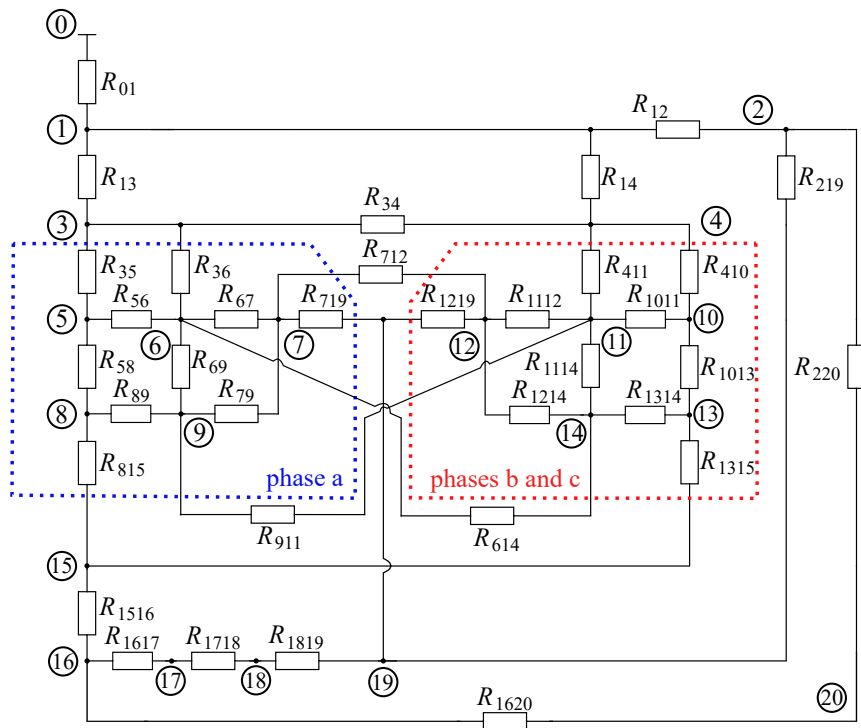 0
R01
1
R12
2
R13
R14
R219
R34
3
4
R712
R35
R36
R411
R410
R56
R67
R719
R1219
R1112
R1011
5
6
7
12
11
10
R58
R69
R1114
R1013
R220
R89
R79
R1214
R1314
8
9
14
13
R815
phase a
phases b and c
R1315
R911
R614
15
R1516
R1617
R1718
R1819
16
17
18
19
20
R1620